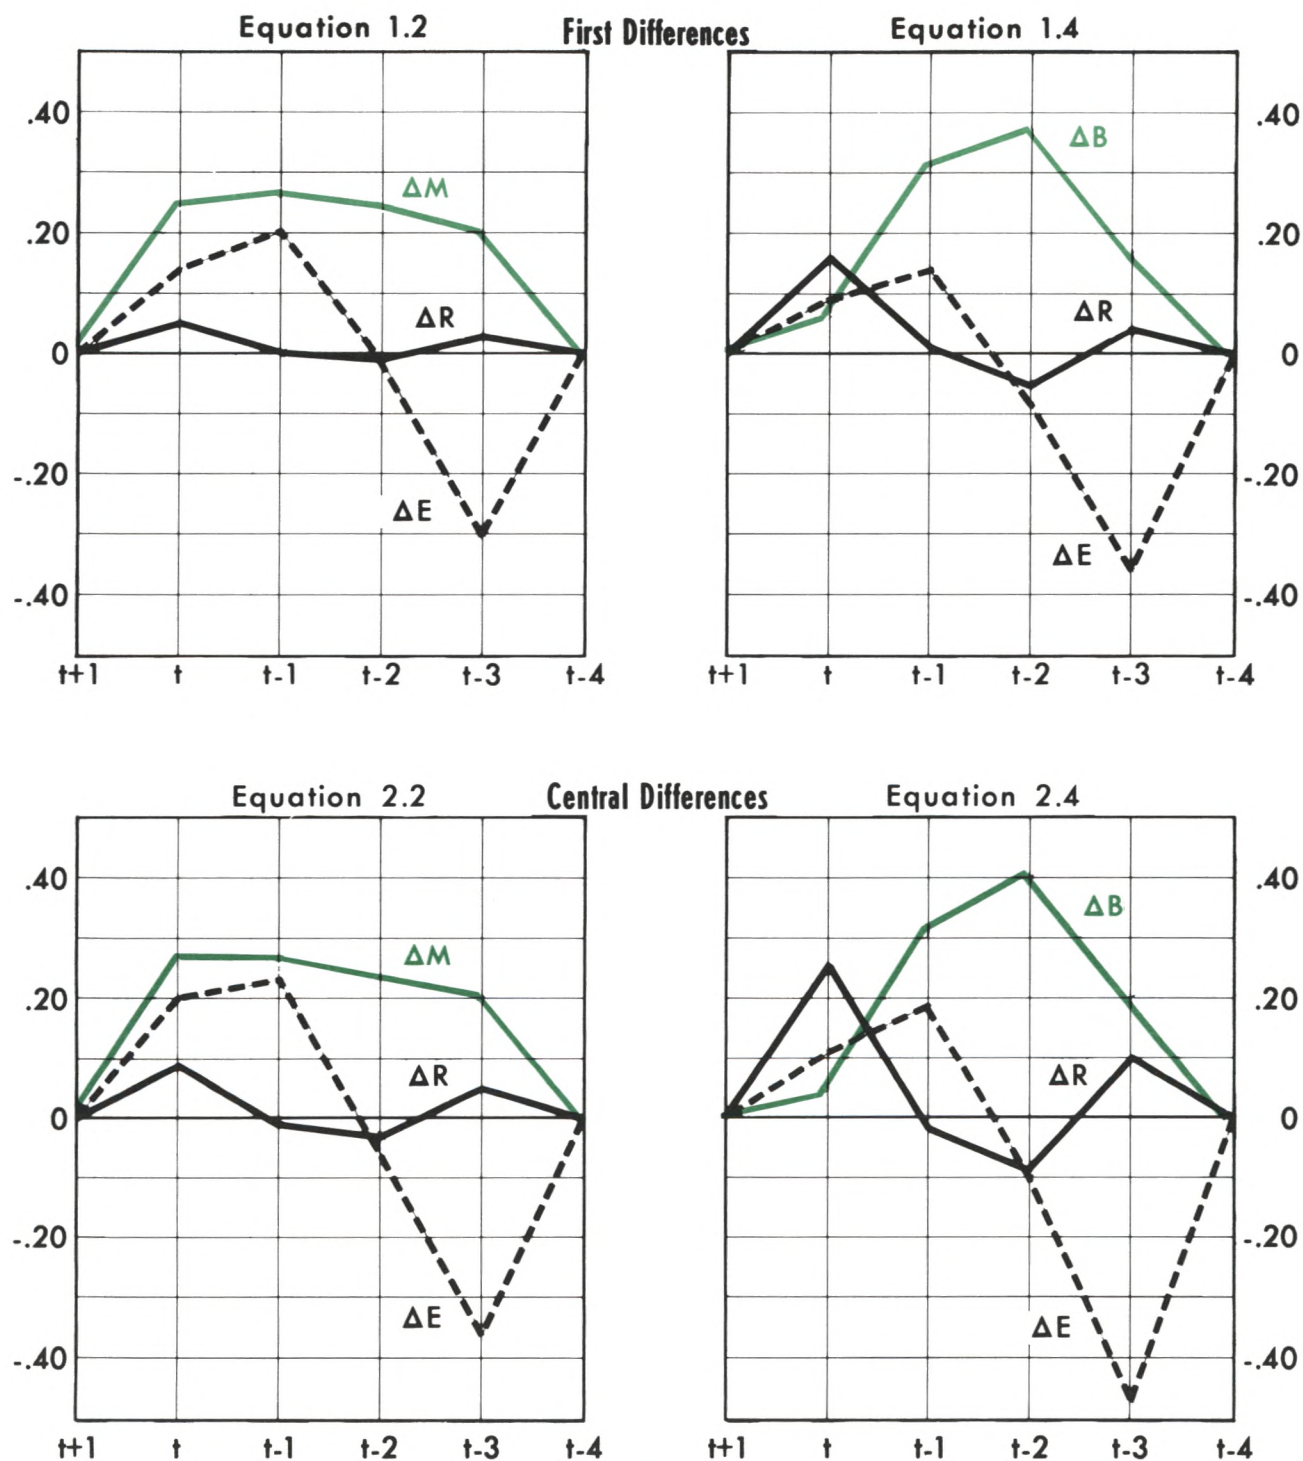 Equation 1.2 First Differences Equation 1.4
.40 .40
ΔB
ΔM
.20 .20
ΔR ΔR
0 0
-.20 -.20
ΔE
ΔE
-.40 -.40
t+1 t t-1 t-2 t-3 t-4 t+1 t t-1 t-2 t-3 t-4
Equation 2.2 Central Differences Equation 2.4
.40 .40
ΔB
ΔM
.20 .20
ΔR ΔR
0 0
-.20 -.20
ΔE ΔE
-.40 -.40
t+1 t t-1 t-2 t-3 t-4 t+1 t t-1 t-2 t-3 t-4